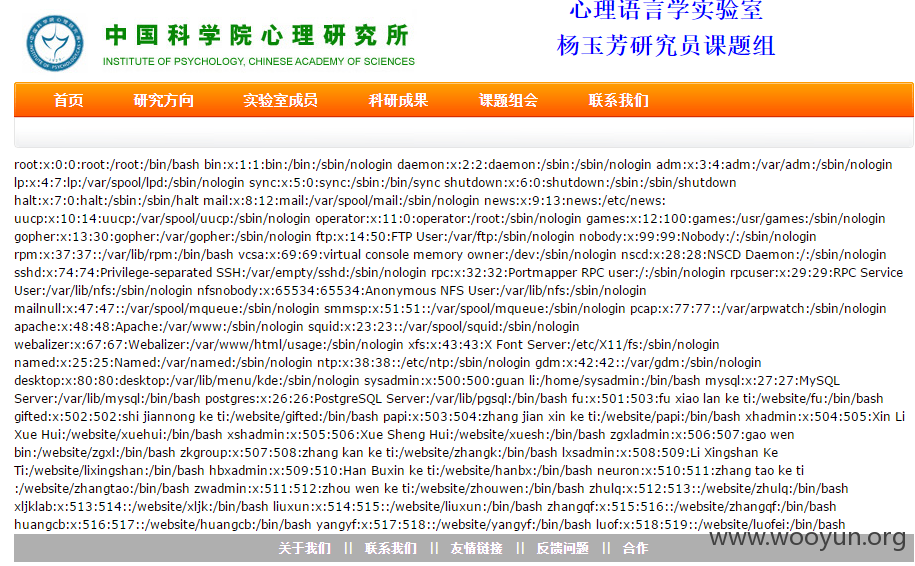 心理语言学实验室
中国科学院心理研究所
杨玉芳研究员课题组
INSTITUTE OF PSYCHOLOGY, CHINESE ACADEMY OF SCIENCES
首页 研究方向 实验室成员 科研成果 课题组会 联系我们
root:x:0:0:root:/root:/bin/bash bin:x:1:1:bin:/bin:/sbin/nologin daemon:x:2:2:daemon:/sbin:/sbin/nologin adm:x:3:4:adm:/var/adm:/sbin/nologin
lp:x:4:7:lp:/var/spool/lpd:/sbin/nologin sync:x:5:0:sync:/sbin:/bin/sync shutdown:x:6:0:shutdown:/sbin:/sbin/shutdown
halt:x:7:0:halt:/sbin:/sbin/halt mail:x:8:12:mail:/var/spool/mail:/sbin/nologin news:x:9:13:news:/etc/news:
uucp:x:10:14:uucp:/var/spool/uucp:/sbin/nologin operator:x:11:0:operator:/root:/sbin/nologin games:x:12:100:games:/usr/games:/sbin/nologin
gopher:x:13:30:gopher:/var/gopher:/sbin/nologin ftp:x:14:50:FTP User:/var/ftp:/sbin/nologin nobody:x:99:99:Nobody:/:/sbin/nologin
rpm:x:37:37::/var/lib/rpm:/bin/bash vcsa:x:69:69:virtual console memory owner:/dev:/sbin/nologin nscd:x:28:28:NSCD Daemon:/:/sbin/nologin
sshd:x:74:74:Privilege-separated SSH:/var/empty/sshd:/sbin/nologin rpc:x:32:32:Portmapper RPC user:/:/sbin/nologin rpcuser:x:29:29:RPC Service
User:/var/lib/nfs:/sbin/nologin nfsnobody:x:65534:65534:Anonymous NFS User:/var/lib/nfs:/sbin/nologin
mailnull:x:47:47::/var/spool/mqueue:/sbin/nologin smmsp:x:51:51::/var/spool/mqueue:/sbin/nologin pcap:x:77:77::/var/arpwatch:/sbin/nologin
apache:x:48:48:Apache:/var/www:/sbin/nologin squid:x:23:23::/var/spool/squid:/sbin/nologin
webalizer:x:67:67:Webalizer:/var/www/html/usage:/sbin/nologin xfs:x:43:43:X Font Server:/etc/X11/fs:/sbin/nologin
named:x:25:25:Named:/var/named:/sbin/nologin ntp:x:38:38::/etc/ntp:/sbin/nologin gdm:x:42:42::/var/gdm:/sbin/nologin
desktop:x:80:80:desktop:/var/lib/menu/kde:/sbin/nologin sysadmin:x:500:500:guan li:/home/sysadmin:/bin/bash mysql:x:27:27:MySQL
Server:/var/lib/mysql:/bin/bash postgres:x:26:26:PostgreSQL Server:/var/lib/pgsql:/bin/bash fu:x:501:503:fu xiao lan ke ti:/website/fu:/bin/bash
gifted:x:502:502:shi jiannong ke ti:/website/gifted:/bin/bash papi:x:503:504:zhang jian xin ke ti:/website/papi:/bin/bash xhadmin:x:504:505:Xin Li
Xue Hui:/website/xuehui:/bin/bash xshadmin:x:505:506:Xue Sheng Hui:/website/xuesh:/bin/bash zgxladmin:x:506:507:gao wen
bin:/website/zgxl:/bin/bash zkgroup:x:507:508:zhang kan ke ti:/website/zhangk:/bin/bash lxsadmin:x:508:509:Li Xingshan Ke
Ti:/website/lixingshan:/bin/bash hbxadmin:x:509:510:Han Buxin ke ti:/website/hanbx:/bin/bash neuron:x:510:511:zhang tao ke ti
:/website/zhangtao:/bin/bash zwadmin:x:511:512:zhou wen ke ti:/website/zhouwen:/bin/bash zhulq:x:512:513::/website/zhulq:/bin/bash
xljklab:x:513:514::/website/xljk:/bin/bash liuxun:x:514:515::/website/liuxun:/bin/bash zhangqf:x:515:516::/website/zhangqf:/bin/bash
huangcb:x:516:517::/website/huangcb:/bin/bash yangyf:x:517:518::/website/yangyf:/bin/bash luof:x:518:519::/website/luofei:/bin/bash
关于我们 || 联系我们 || 友情链接 || 反馈问题 || 合作
www.wooyun.org